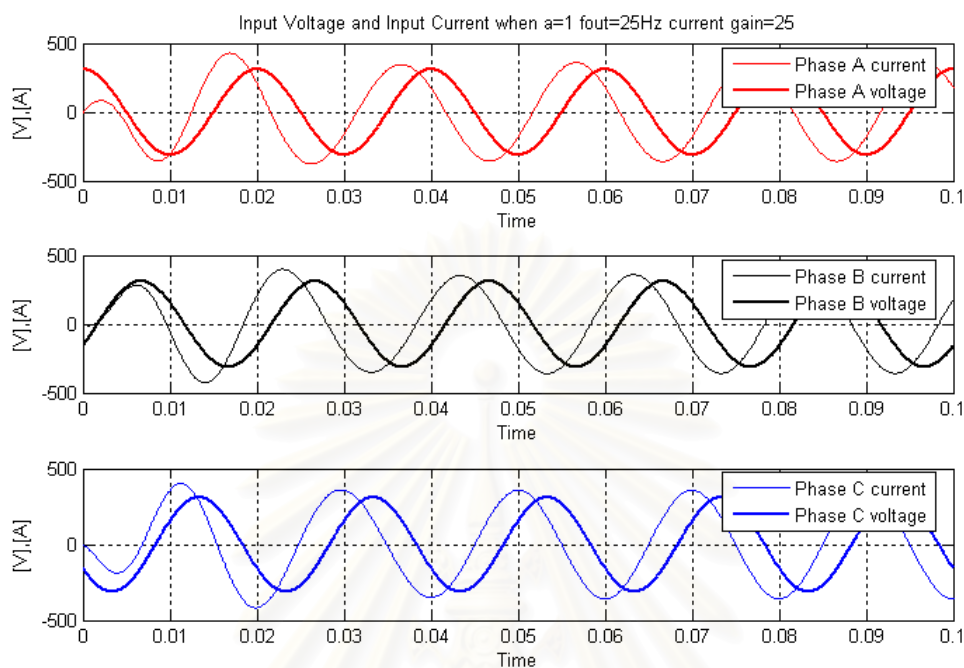 Input Voltage and Input Current when a=1 fout=25Hz current gain=25
500
0
-500
[V],[A]
Phase A current
Phase A voltage
0 0.01 0.02 0.03 0.04 0.05 0.06 0.07 0.08 0.09 0.1
Time
500
0
-500
[V],[A]
Phase B current
Phase B voltage
0 0.01 0.02 0.03 0.04 0.05 0.06 0.07 0.08 0.09 0.1
Time
500
0
-500
[V],[A]
Phase C current
Phase C voltage
0 0.01 0.02 0.03 0.04 0.05 0.06 0.07 0.08 0.09 0.1
Time